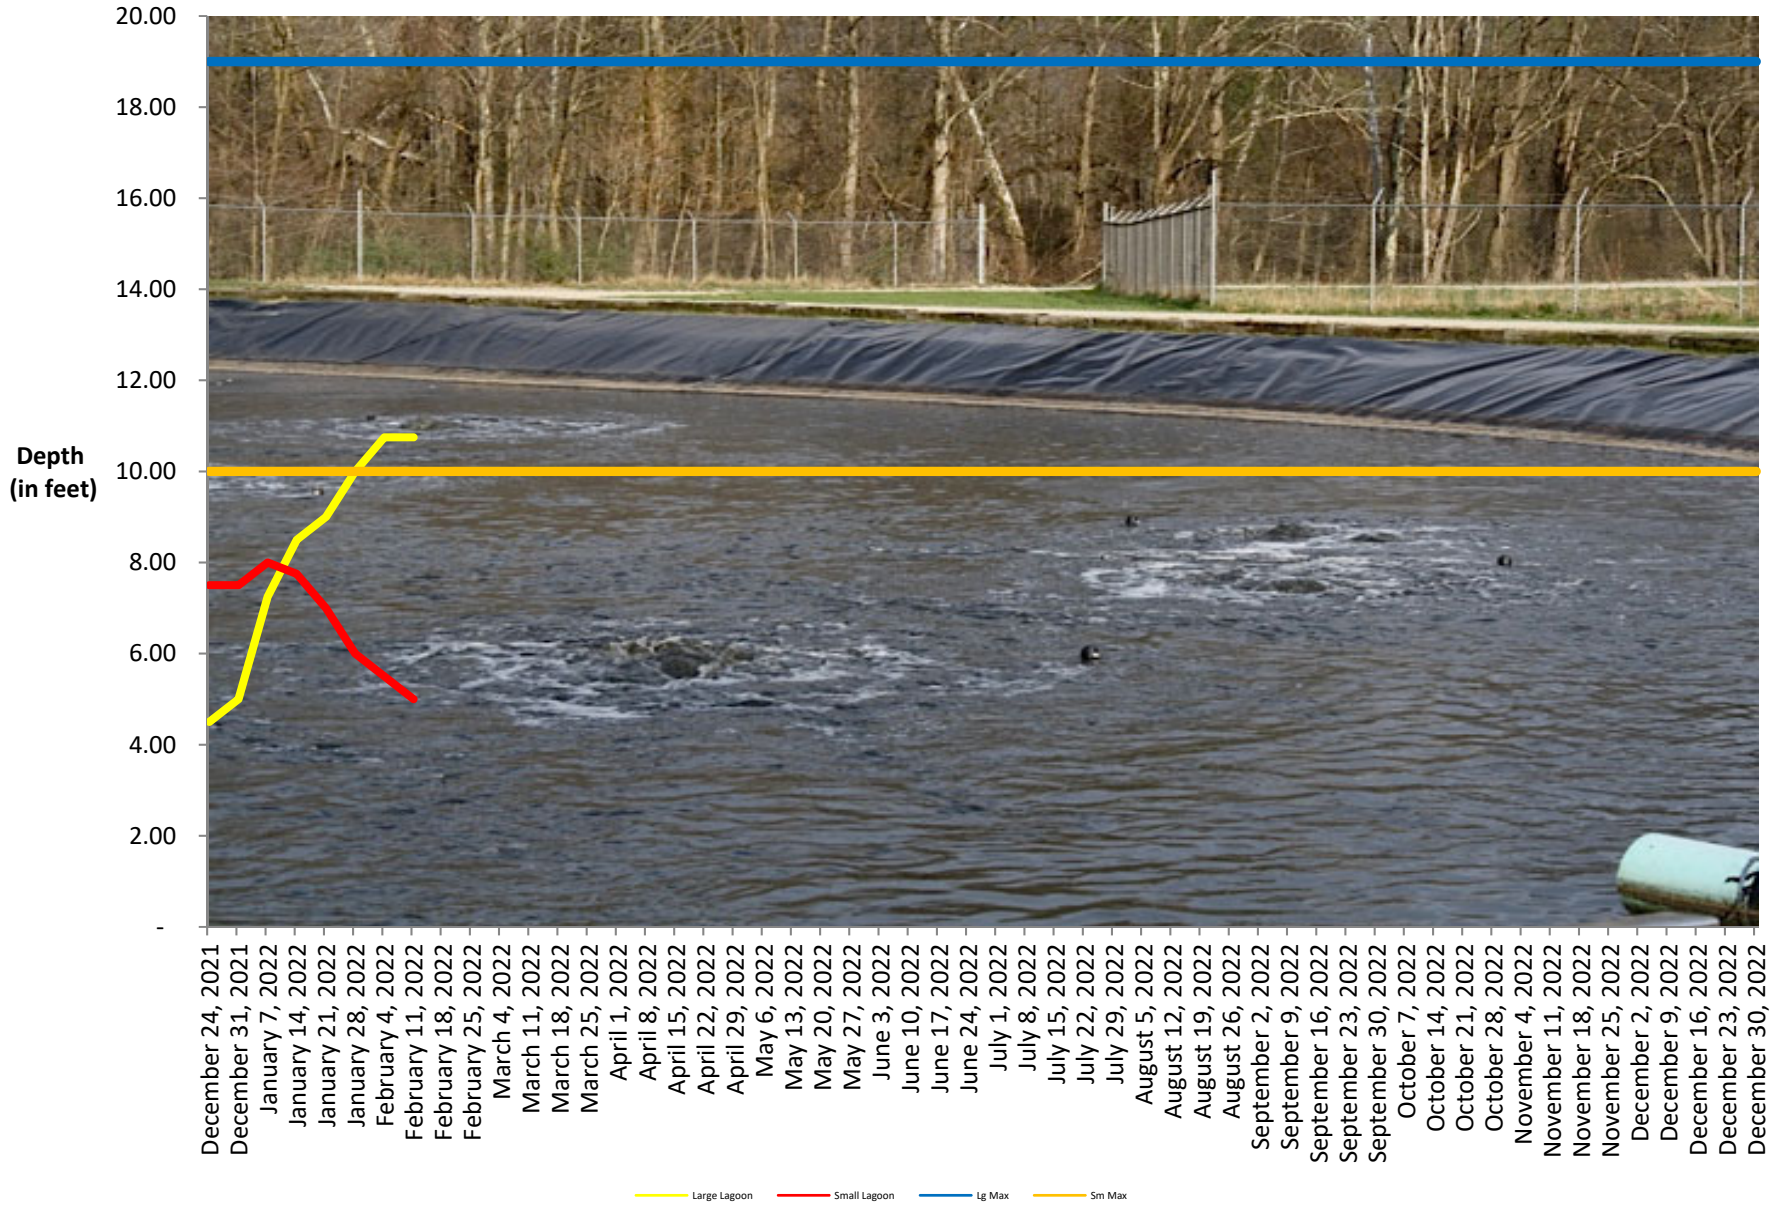 20.00
18.00
16.00
14.00
12.00
10.00
8.00
6.00
4.00
2.00
-
Depth
(in feet)
December 24, 2021
December 31, 2021
January 7, 2022
January 14, 2022
January 21, 2022
January 28, 2022
February 4, 2022
February 11, 2022
February 18, 2022
February 25, 2022
March 4, 2022
March 11, 2022
March 18, 2022
March 25, 2022
April 1, 2022
April 8, 2022
April 15, 2022
April 22, 2022
April 29, 2022
May 6, 2022
May 13, 2022
May 20, 2022
May 27, 2022
June 3, 2022
June 10, 2022
June 17, 2022
June 24, 2022
July 1, 2022
July 8, 2022
July 15, 2022
July 22, 2022
July 29, 2022
August 5, 2022
August 12, 2022
August 19, 2022
August 26, 2022
September 2, 2022
September 9, 2022
September 16, 2022
September 23, 2022
September 30, 2022
October 7, 2022
October 14, 2022
October 21, 2022
October 28, 2022
November 4, 2022
November 11, 2022
November 18, 2022
November 25, 2022
December 2, 2022
December 9, 2022
December 16, 2022
December 23, 2022
December 30, 2022
Large Lagoon
Small Lagoon
Lg Max
Sm Max